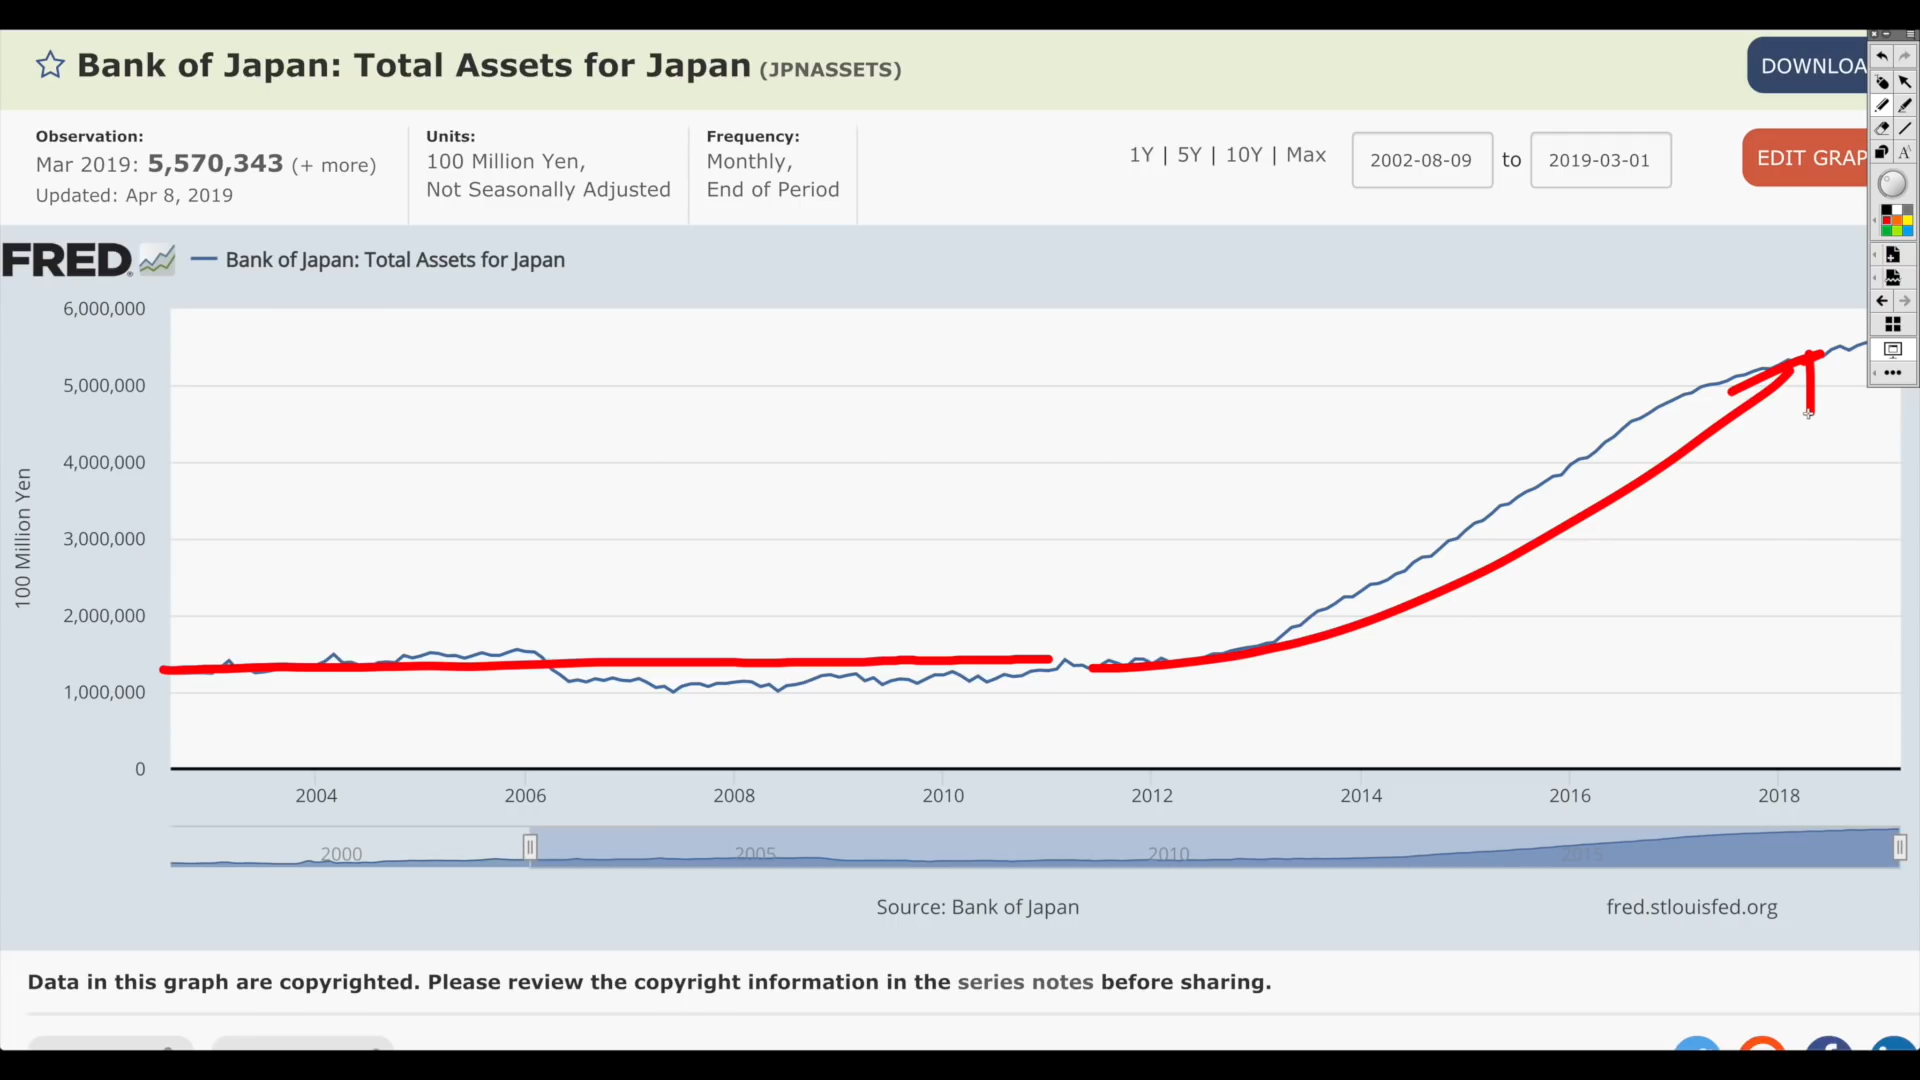 Bank of Japan: Total Assets for Japan (JPNASSETS)
DOWNLOA
Observation:
Mar 2019: 5,570,343 (+ more)
Updated: Apr 8, 2019
Units:
100 Million Yen,
Not Seasonally Adjusted
Frequency:
Monthly,
End of Period
1Y | 5Y | 10Y | Max
2002-08-09 to 2019-03-01
EDIT GRAP
FRED
Bank of Japan: Total Assets for Japan
6,000,000
5,000,000
4,000,000
3,000,000
2,000,000
1,000,000
0
100 Million Yen
2004 2006 2008 2010 2012 2014 2016 2018
2000 2005 2010 2015
Source: Bank of Japan
fred.stlouisfed.org
Data in this graph are copyrighted. Please review the copyright information in the series notes before sharing.